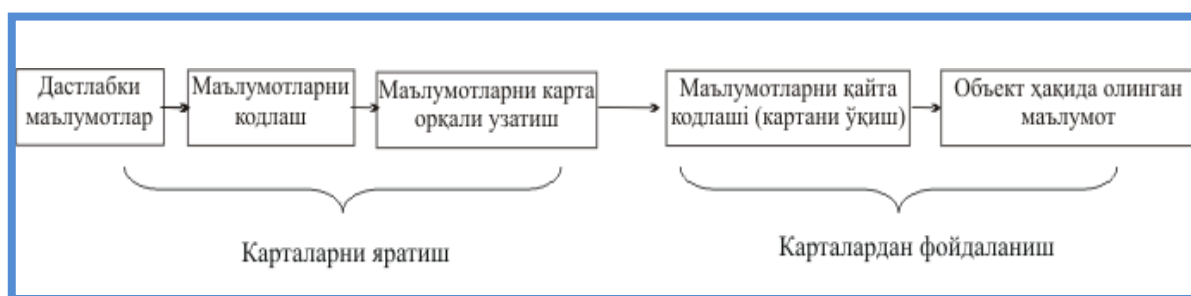 Дастлабки
маълумотлар
Маълумотларни
кодлаш
Маълумотларни карта
орқали узатиш
Маълумотларни қайта
кодлаші (картани ўқиш)
Объект ҳақида олинган
маълумот
Карталарни яратиш
Карталардан фойдаланиш